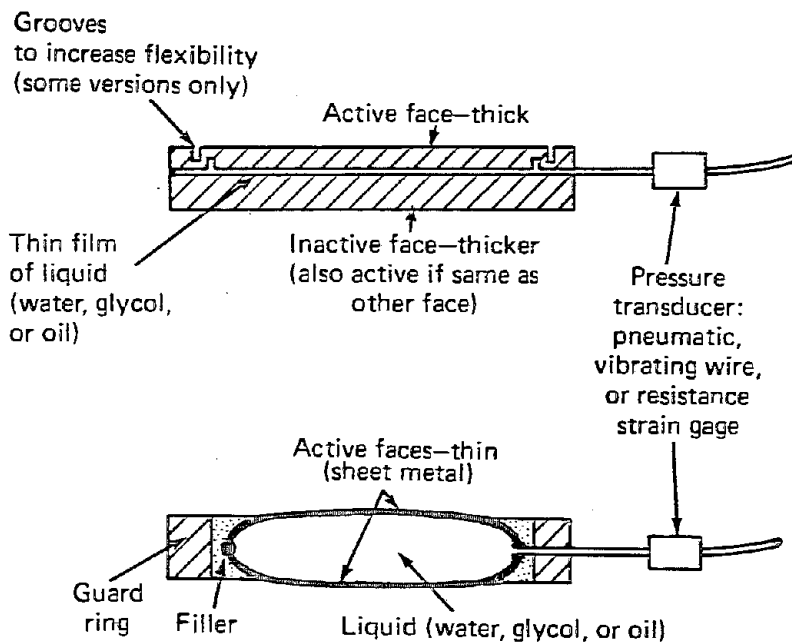 Grooves
to increase flexibility
(some versions only)
Active face—thick
Thin film
of liquid
(water, glycol,
or oil)
Inactive face—thicker
(also active if same as
other face)
Pressure
transducer:
pneumatic,
vibrating wire,
or resistance
strain gage
Active faces—thin
(sheet metal)
Guard
ring
Filler
Liquid (water, glycol, or oil)